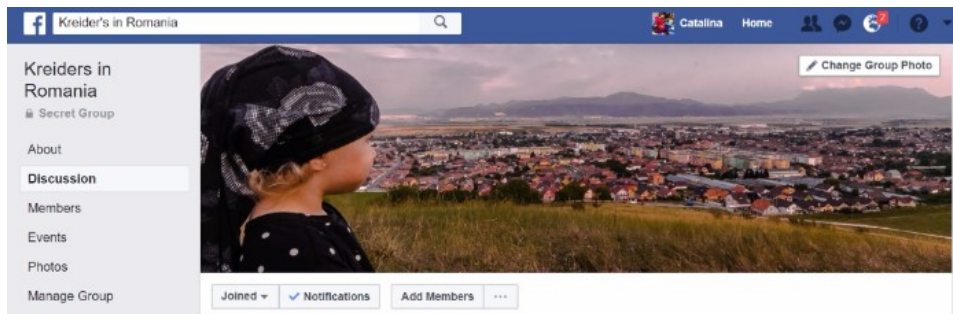 f Kreider's in Romania Catalina Home 2 ?
Change Group Photo
Kreiders in
Romania
Secret Group
About
Discussion
Members
Events
Photos
Manage Group
Joined Notifications Add Members ...